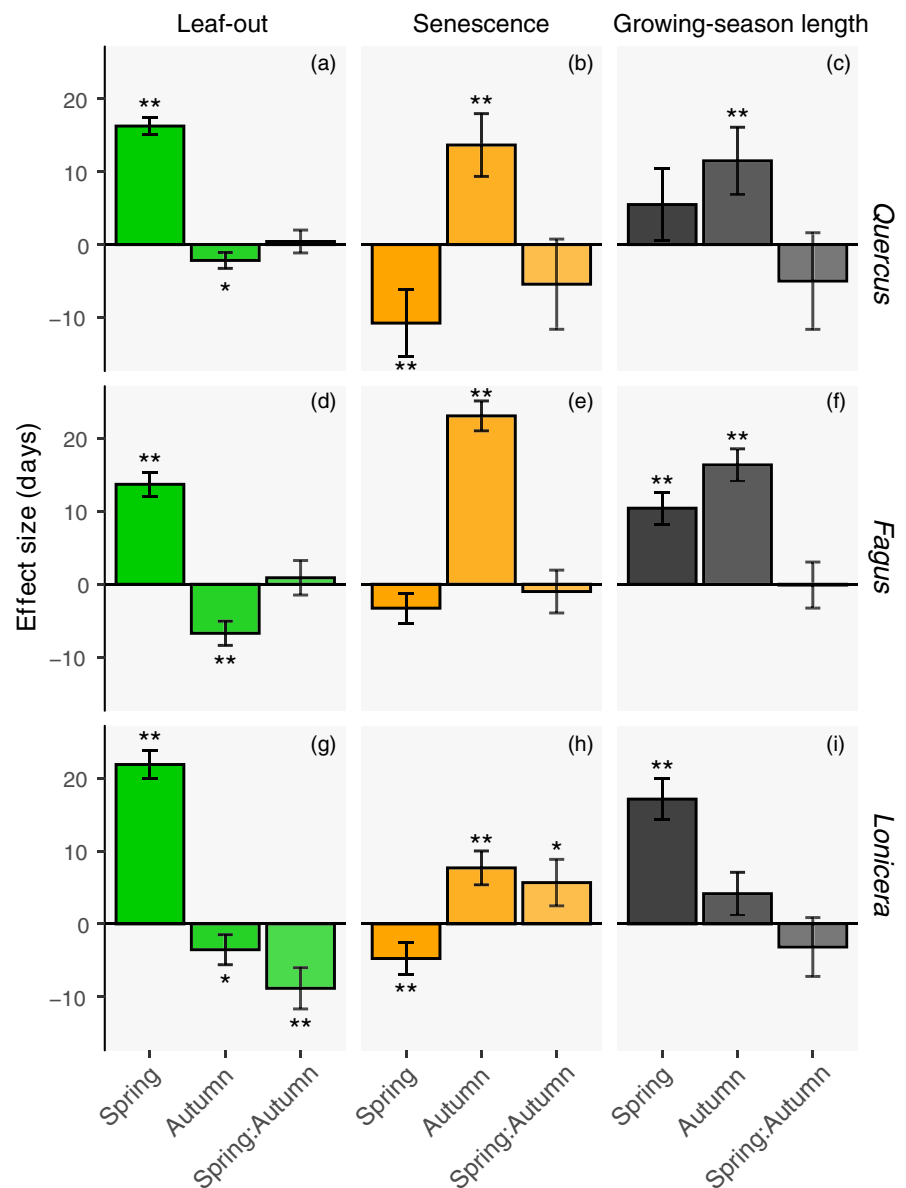 Leaf-out Senescence Growing-season length
(a) (b) (c)
20
10
0
−10
** * ** ** **
Quercus
(d) (e) (f)
20
10
0
−10
** ** ** ** **
Fagus
(g) (h) (i)
20
10
0
−10
** * ** ** ** * **
Lonicera
Effect size (days)
Spring Autumn Spring:Autumn Spring Autumn Spring:Autumn Spring Autumn Spring:Autumn